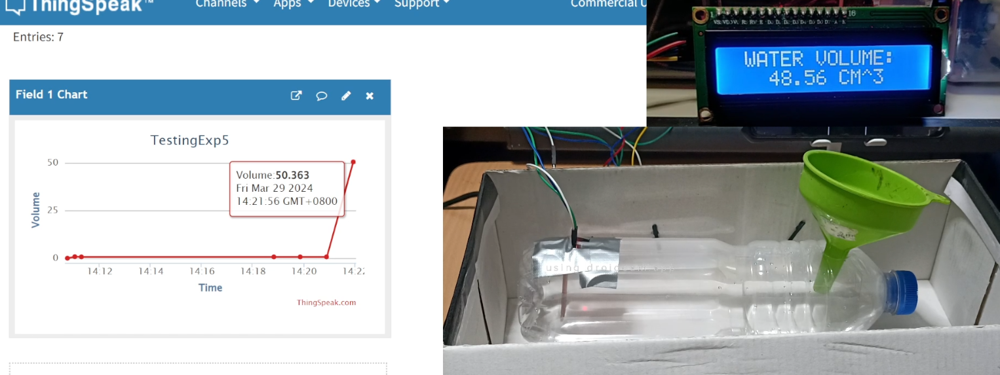 ThingSpeak™
Channels Apps Devices Support Commercial U
Entries: 7
Field 1 Chart
TestingExp5
Volume
50
25
0
Volume:50.363
Fri Mar 29 2024
14:21:56 GMT+0800
14:12 14:14 14:16 14:18 14:20 14:22
Time
ThingSpeak.com
1 16
WATER VOLUME:
48.56 CM^3
using